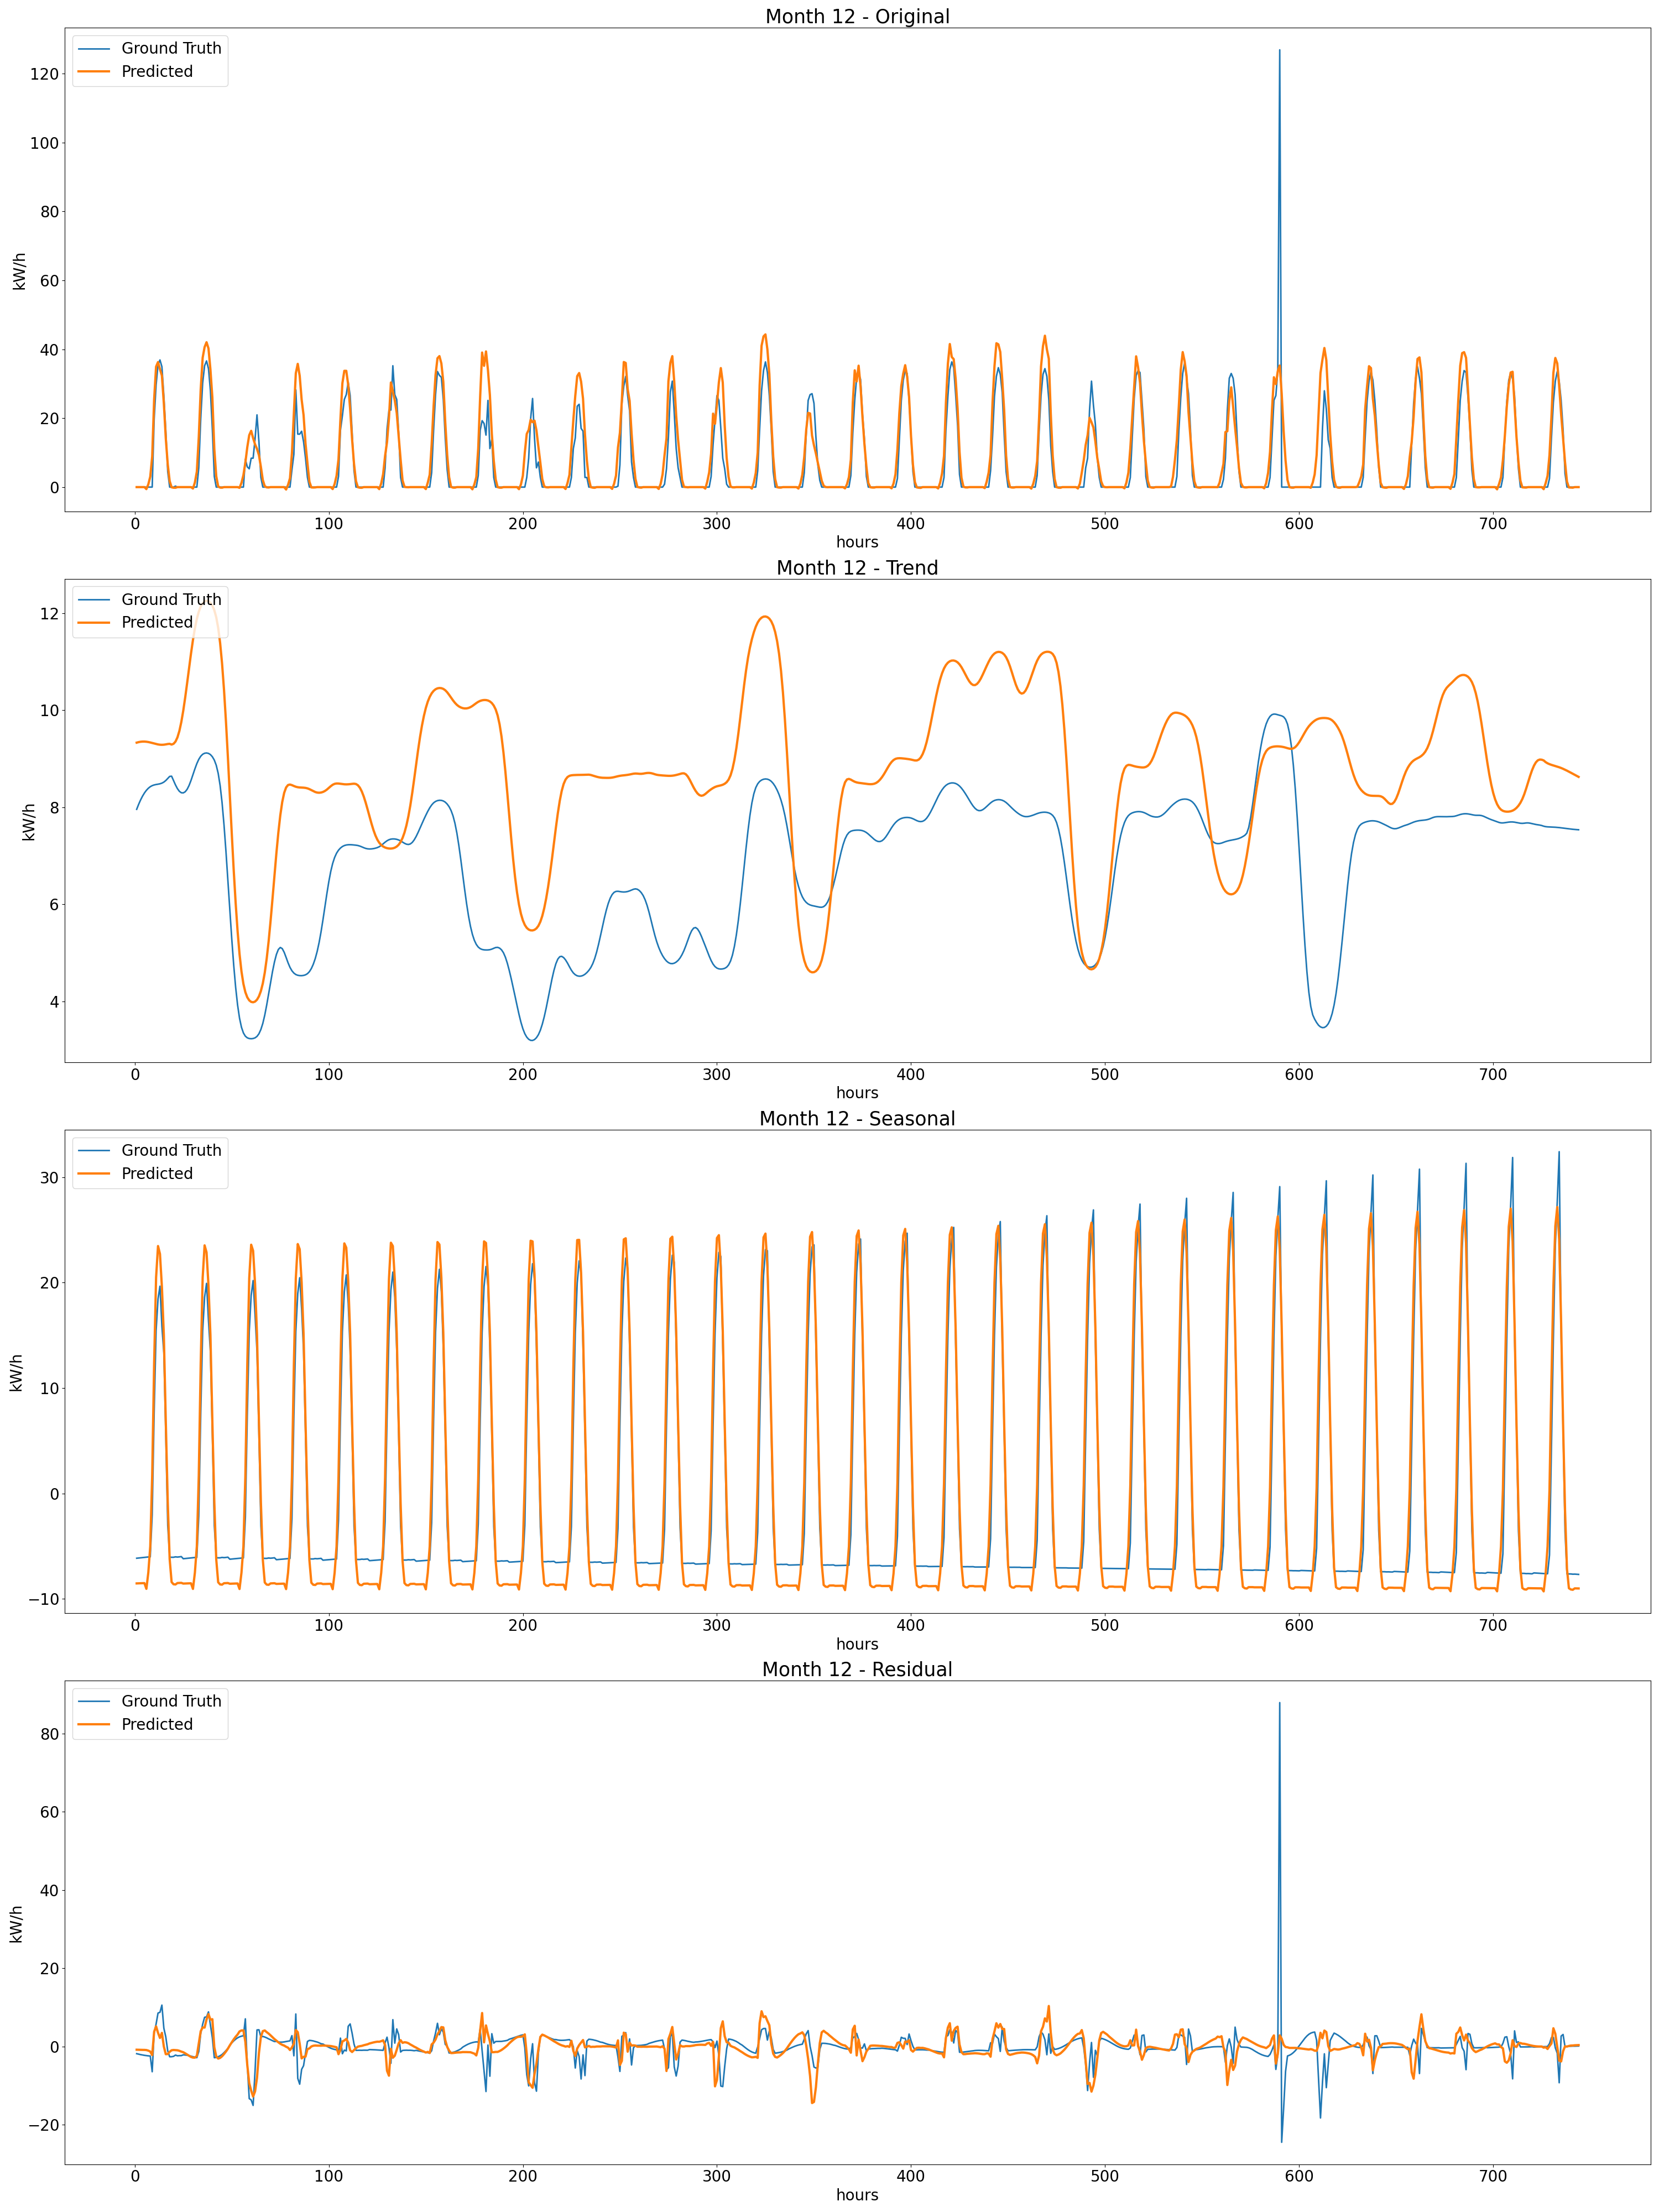 Month 12 - Original
Ground Truth
Predicted
kW/h
120
100
80
60
40
20
0
0 100 200 300 400 500 600 700
hours
Month 12 - Trend
Ground Truth
Predicted
kW/h
12
10
8
6
4
0 100 200 300 400 500 600 700
hours
Month 12 - Seasonal
Ground Truth
Predicted
kW/h
30
20
10
0
−10
0 100 200 300 400 500 600 700
hours
Month 12 - Residual
Ground Truth
Predicted
kW/h
80
60
40
20
0
−20
0 100 200 300 400 500 600 700
hours